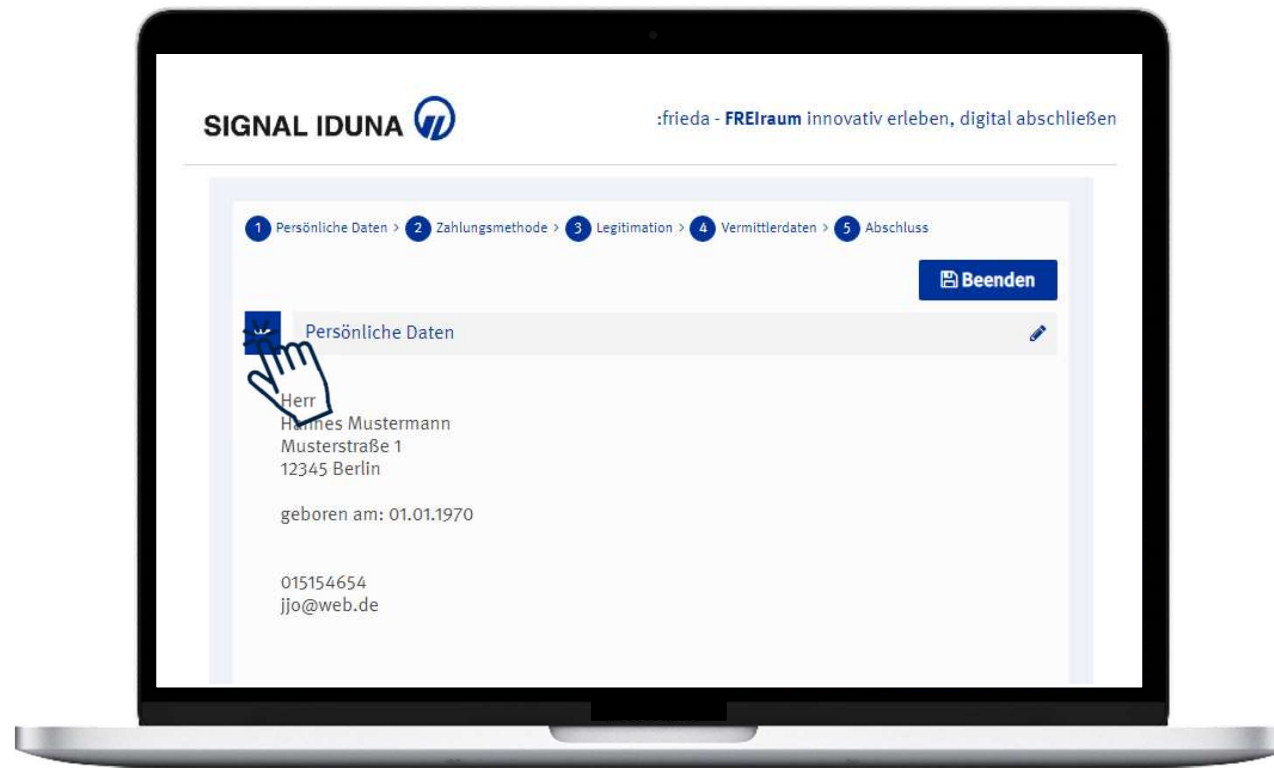 SIGNAL IDUNA
:frieda - FREIraum innovativ erleben, digital abschließen
1 Persönliche Daten > 2 Zahlungsmethode > 3 Legitimation > 4 Vermittlerdaten > 5 Abschluss
Beenden
Persönliche Daten
Herr
Hannes Mustermann
Musterstraße 1
12345 Berlin
geboren am: 01.01.1970
015154654
jjo@web.de